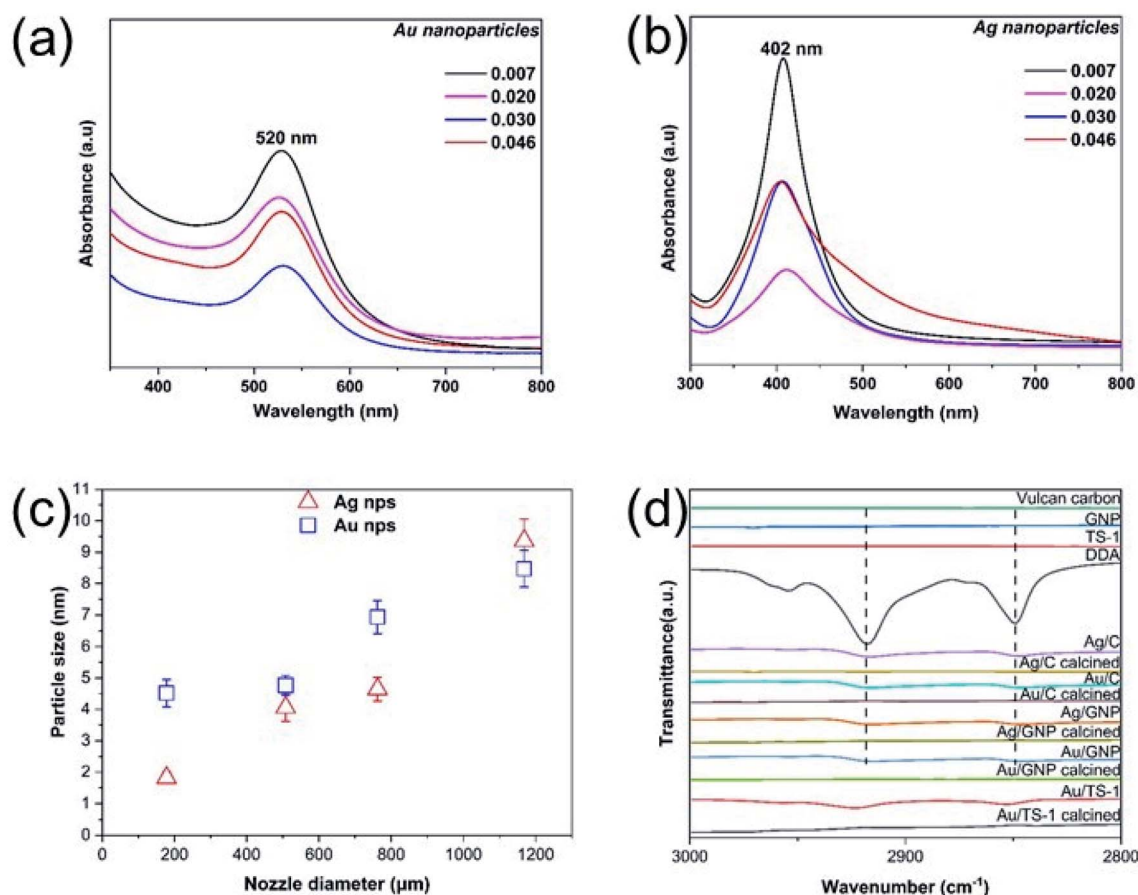 (a)
Au nanoparticles
0.007
0.020
0.030
0.046
520 nm
Absorbance (a.u)
400
500
600
700
800
Wavelength (nm)
(b)
Ag nanoparticles
402 nm
0.007
0.020
0.030
0.046
Absorbance (a.u)
300
400
500
600
700
800
Wavelength (nm)
(c)
Ag nps
Au nps
Particle size (nm)
11
10
9
8
7
6
5
4
3
2
1
0
0
200
400
600
800
1000
1200
Nozzle diameter (µm)
(d)
Vulcan carbon
GNP
TS-1
DDA
Ag/C
Ag/C calcined
Au/C
Au/C calcined
Ag/GNP
Ag/GNP calcined
Au/GNP
Au/GNP calcined
Au/TS-1
Au/TS-1 calcined
Transmittance(a.u.)
3000
2900
2800
Wavenumber (cm⁻¹)